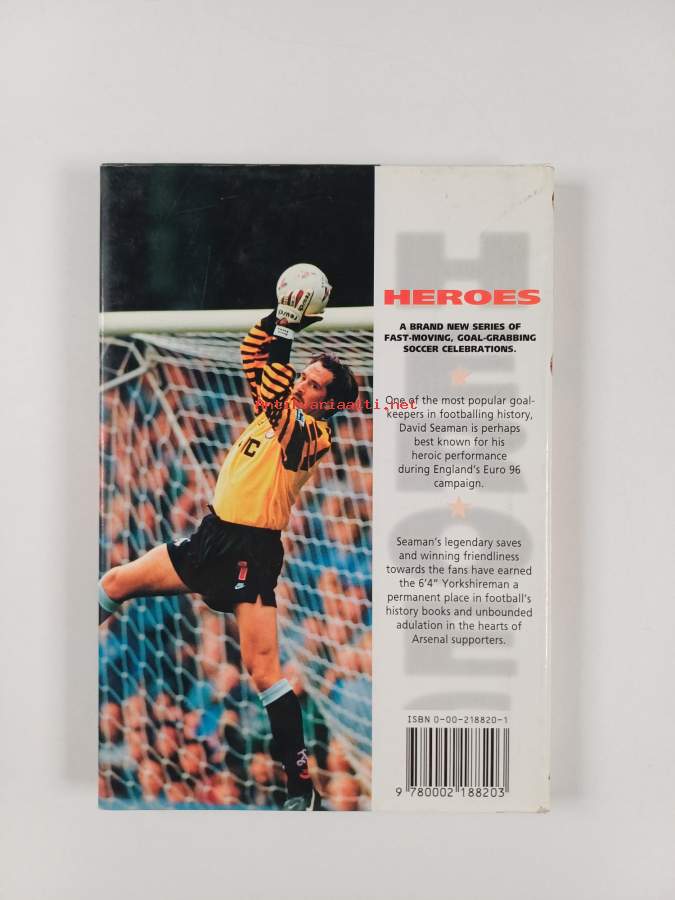 HEROES
A BRAND NEW SERIES OF
FAST-MOVING, GOAL-GRABBING
SOCCER CELEBRATIONS.
One of the most popular goal-
keepers in footballing history,
David Seaman is perhaps
best known for his
heroic performance
during England's Euro 96
campaign.
Seaman's legendary saves
and winning friendliness
towards the fans have earned
the 6'4" Yorkshireman a
permanent place in football's
history books and unbounded
adulation in the hearts of
Arsenal supporters.
ISBN 0-00-218820-1
9 780002 188203
Antikvariaatti.net
1